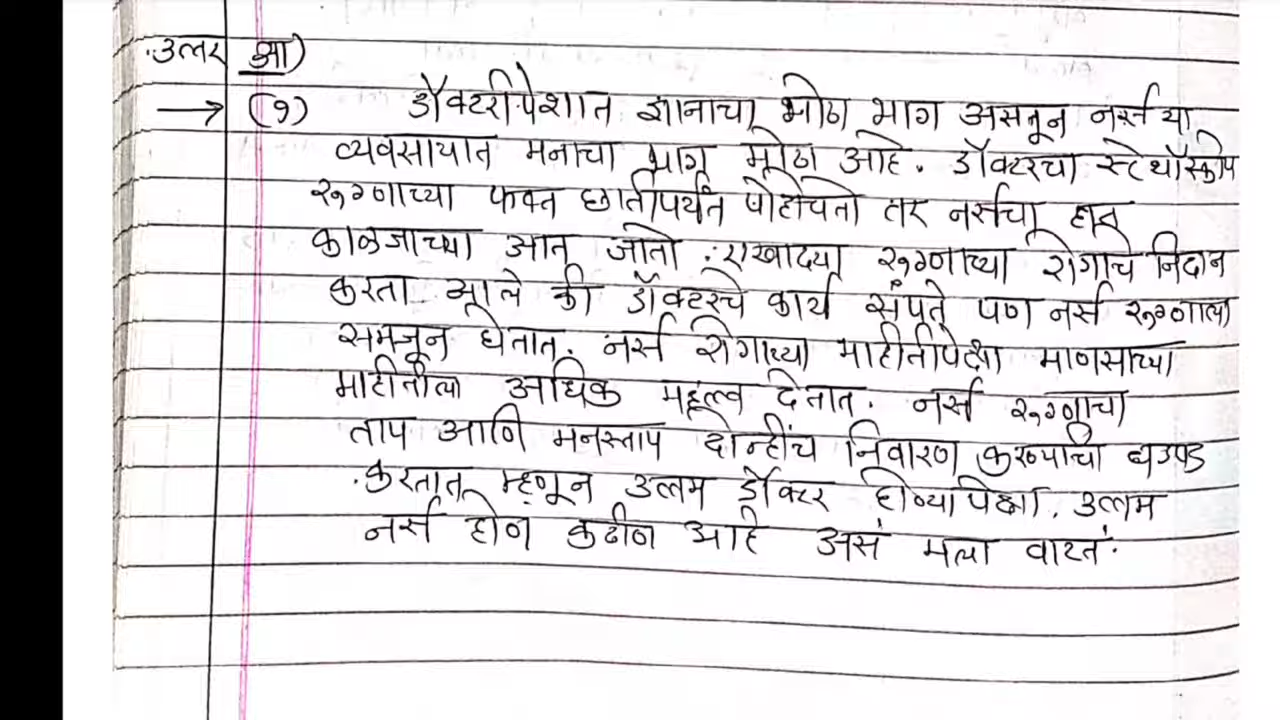 उत्तर आ)
→ (१) डॉक्टरीपेशात ज्ञानाचा मोठा भाग असतून नर्स या
व्यवसायात मनाचा भाग मोठा आहे. डॉक्टरचा स्टेथॉस्कोप
रुग्णाच्या फक्त छातीपर्यंत पोहोचतो तर नर्सचा हात
काळजाच्या आत जातो. एखादया रुग्णाच्या रोगाचे निदान
करता आले की डॉक्टरचे कार्य संपते पण नर्स रुग्णाला
समजून घेतात. नर्स रोगाच्या माहीतीपेक्षा माणसाच्या
माहीतीला अधिक महत्त्व देतात. नर्स रुग्णाचा
ताप आणि मनस्ताप दोन्हींच निवारण करण्याची धडपड
करतात म्हणून उत्तम डॉक्टर होण्यापेक्षा. उत्तम
नर्स होण कठीण आहे असं मला वाटतं.